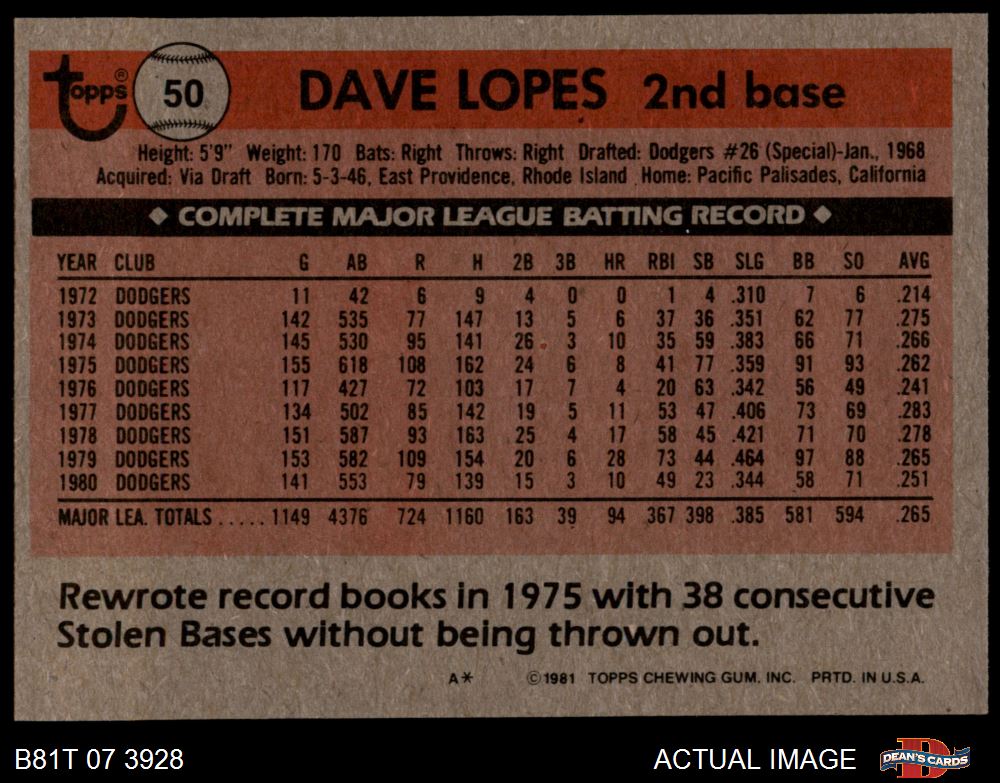 Topps® 50 DAVE LOPES 2nd base
Height: 5'9" Weight: 170 Bats: Right Throws: Right Drafted: Dodgers #26 (Special)-Jan., 1968
Acquired: Via Draft Born: 5-3-46, East Providence, Rhode Island Home: Pacific Palisades, California
◆ COMPLETE MAJOR LEAGUE BATTING RECORD ◆
YEAR CLUB G AB R H 2B 3B HR RBI SB SLG BB SO AVG
1972 DODGERS 11 42 6 9 4 0 0 1 4 .310 7 6 .214
1973 DODGERS 142 535 77 147 13 5 6 37 36 .351 62 77 .275
1974 DODGERS 145 530 95 141 26 3 10 35 59 .383 66 71 .266
1975 DODGERS 155 618 108 162 24 6 8 41 77 .359 91 93 .262
1976 DODGERS 117 427 72 103 17 7 4 20 63 .342 56 49 .241
1977 DODGERS 134 502 85 142 19 5 11 53 47 .406 73 69 .283
1978 DODGERS 151 587 93 163 25 4 17 58 45 .421 71 70 .278
1979 DODGERS 153 582 109 154 20 6 28 73 44 .464 97 88 .265
1980 DODGERS 141 553 79 139 15 3 10 49 23 .344 58 71 .251
MAJOR LEA. TOTALS ..... 1149 4376 724 1160 163 39 94 367 398 .385 581 594 .265
Rewrote record books in 1975 with 38 consecutive
Stolen Bases without being thrown out.
A* ©1981 TOPPS CHEWING GUM, INC. PRTD. IN U.S.A.
B81T 07 3928 ACTUAL IMAGE DEAN'S CARDS